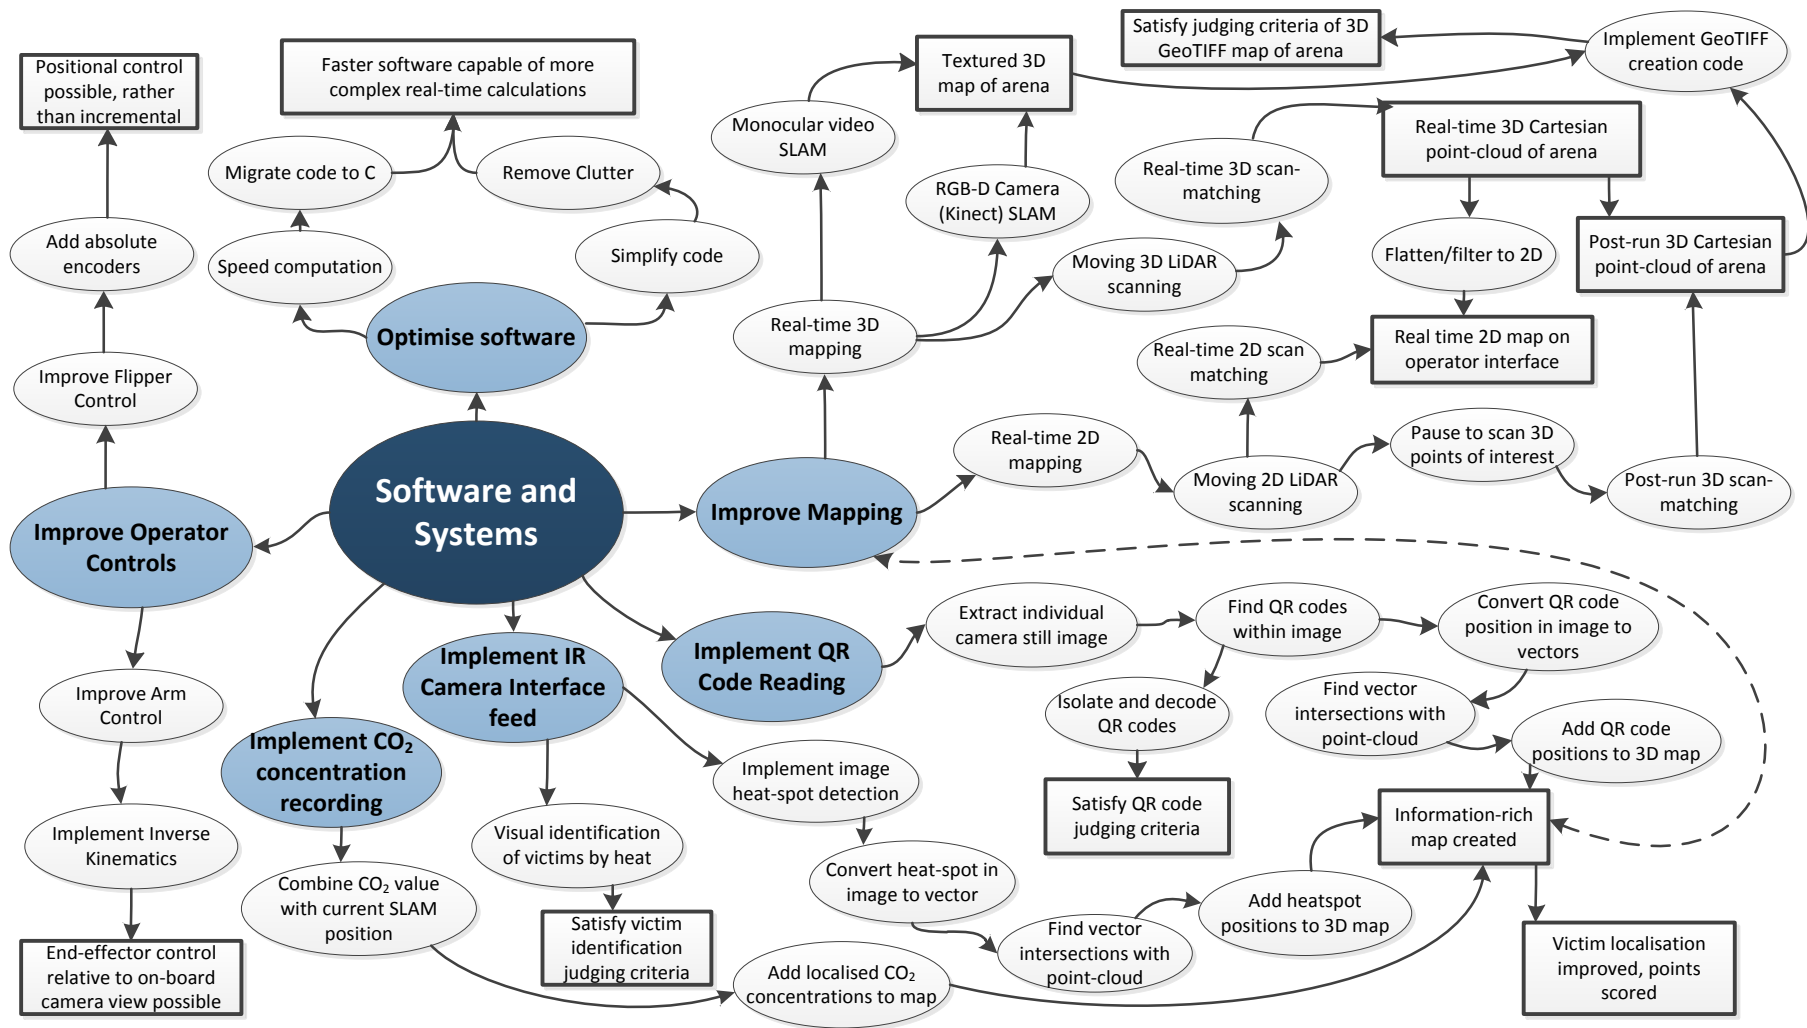 Positional control
possible, rather
than incremental
Faster software capable of more
complex real-time calculations
Migrate code to C
Remove Clutter
Add absolute
encoders
Speed computation
Simplify code
Improve Flipper
Control
Optimise software
Monocular video
SLAM
Textured 3D
map of arena
Satisfy judging criteria of 3D
GeoTIFF map of arena
Implement GeoTIFF
creation code
RGB-D Camera
(Kinect) SLAM
Real-time 3D scan-
matching
Real-time 3D Cartesian
point-cloud of arena
Moving 3D LiDAR
scanning
Flatten/filter to 2D
Post-run 3D Cartesian
point-cloud of arena
Real-time 3D
mapping
Real-time 2D scan
matching
Real time 2D map on
operator interface
Real-time 2D
mapping
Pause to scan 3D
points of interest
Moving 2D LiDAR
scanning
Post-run 3D scan-
matching
Software and
Systems
Improve Mapping
Improve Operator
Controls
Implement QR
Code Reading
Extract individual
camera still image
Find QR codes
within image
Convert QR code
position in image to
vectors
Isolate and decode
QR codes
Find vector
intersections with
point-cloud
Add QR code
positions to 3D map
Satisfy QR code
judging criteria
Information-rich
map created
Implement IR
Camera Interface
feed
Implement CO₂
concentration
recording
Improve Arm
Control
Implement Inverse
Kinematics
End-effector control
relative to on-board
camera view possible
Combine CO₂ value
with current SLAM
position
Visual identification
of victims by heat
Satisfy victim
identification
judging criteria
Implement image
heat-spot detection
Convert heat-spot in
image to vector
Find vector
intersections with
point-cloud
Add heatspot
positions to 3D map
Add localised CO₂
concentrations to map
Victim localisation
improved, points
scored